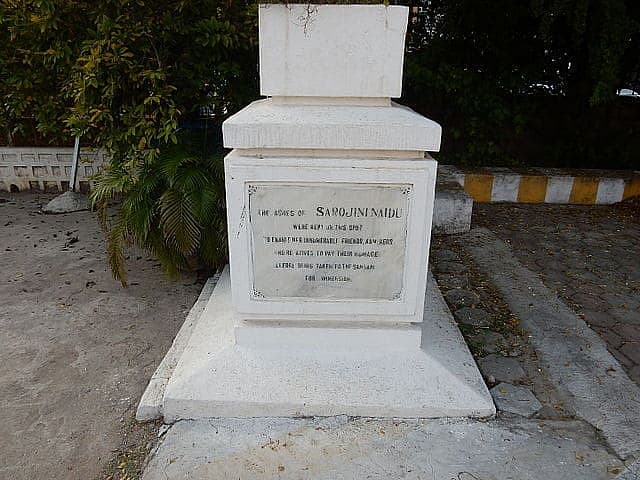 THE ASHES OF SAROJINI NAIDU
WERE KEPT ON THIS SPOT
TO ENABLE HER INNUMERABLE FRIENDS, ADMIRERS
AND RELATIVES TO PAY THEIR HOMAGE
BEFORE BEING TAKEN TO THE SANGAM
FOR IMMERSION.